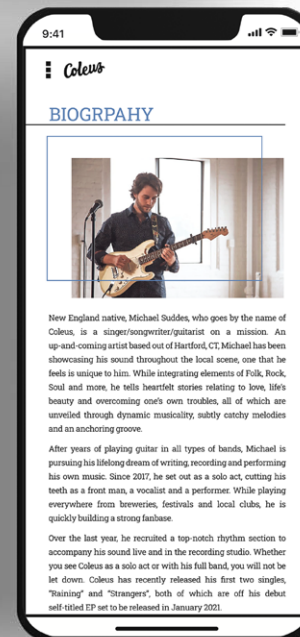 9:41
Coleus
BIOGRPAHY
New England native, Michael Suddes, who goes by the name of
Coleus, is a singer/songwriter/guitarist on a mission. An
up-and-coming artist based out of Hartford, CT, Michael has been
showcasing his sound throughout the local scene, one that he
feels is unique to him. While integrating elements of Folk, Rock,
Soul and more, he tells heartfelt stories relating to love, life's
beauty and overcoming one's own troubles, all of which are
unveiled through dynamic musicality, subtly catchy melodies
and an anchoring groove.
After years of playing guitar in all types of bands, Michael is
pursuing his lifelong dream of writing, recording and performing
his own music. Since 2017, he set out as a solo act, cutting his
teeth as a front man, a vocalist and a performer. While playing
everywhere from breweries, festivals and local clubs, he is
quickly building a strong fanbase.
Over the last year, he recruited a top-notch rhythm section to
accompany his sound live and in the recording studio. Whether
you see Coleus as a solo act or with his full band, you will not be
let down. Coleus has recently released his first two singles,
"Raining" and "Strangers", both of which are off his debut
self-titled EP set to be released in January 2021.